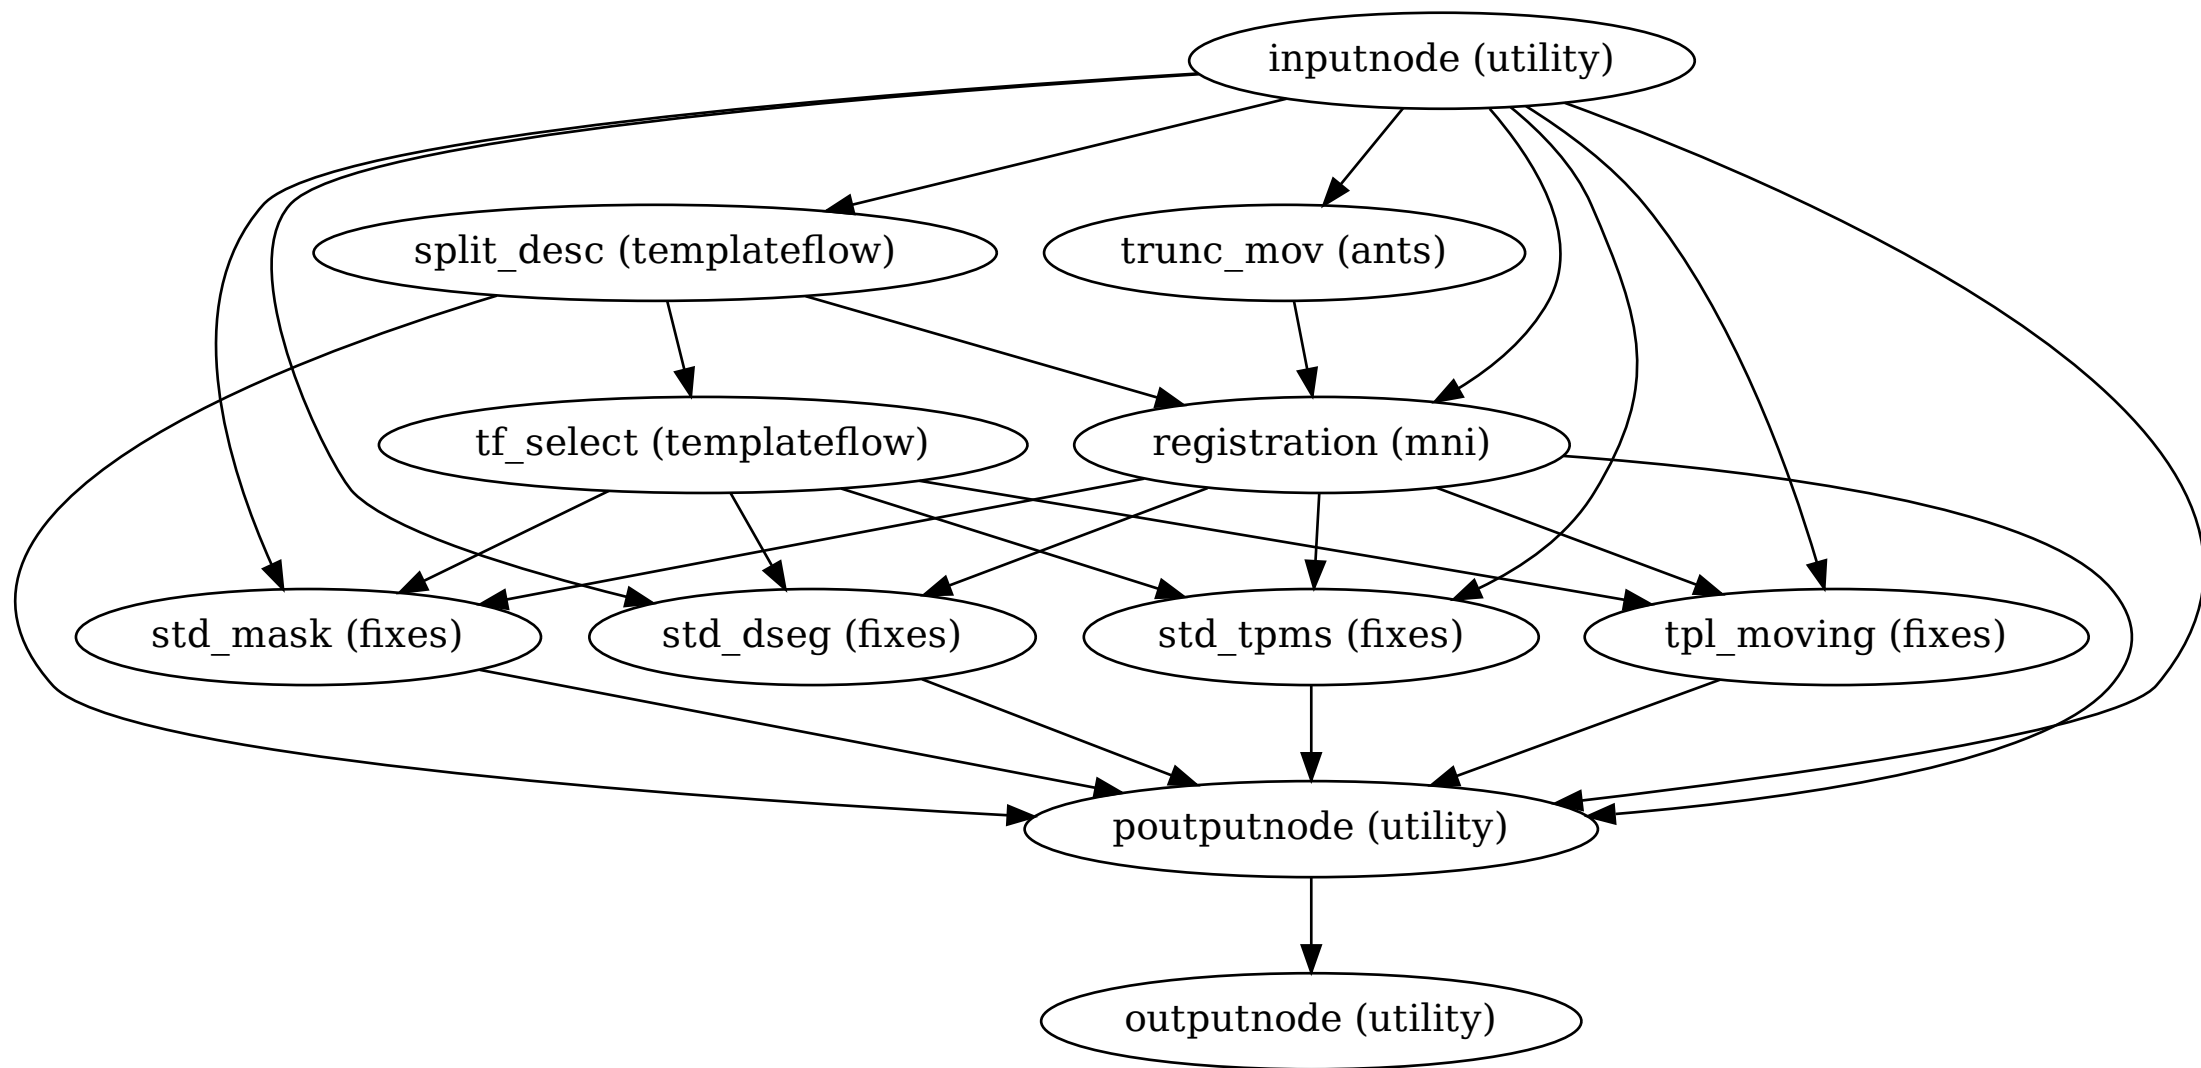 inputnode (utility)
split_desc (templateflow)
trunc_mov (ants)
tf_select (templateflow)
registration (mni)
std_mask (fixes)
std_dseg (fixes)
std_tpms (fixes)
tpl_moving (fixes)
poutputnode (utility)
outputnode (utility)